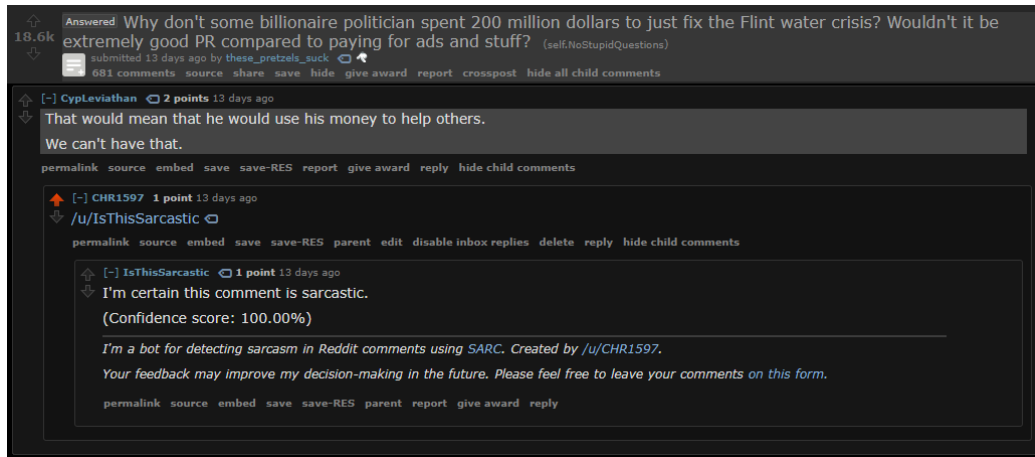 Answered Why don't some billionaire politician spent 200 million dollars to just fix the Flint water crisis? Wouldn't it be
18.6k extremely good PR compared to paying for ads and stuff? (self.NoStupidQuestions)
submitted 13 days ago by these_pretzels_suck
681 comments source share save hide give award report crosspost hide all child comments
[-] CypLeviathan 2 points 13 days ago
That would mean that he would use his money to help others.
We can't have that.
permalink source embed save save-RES report give award reply hide child comments
[-] CHR1597 1 point 13 days ago
/u/IsThisSarcastic
permalink source embed save save-RES parent edit disable inbox replies delete reply hide child comments
[-] IsThisSarcastic 1 point 13 days ago
I'm certain this comment is sarcastic.
(Confidence score: 100.00%)
I'm a bot for detecting sarcasm in Reddit comments using SARC. Created by /u/CHR1597.
Your feedback may improve my decision-making in the future. Please feel free to leave your comments on this form.
permalink source embed save save-RES parent report give award reply